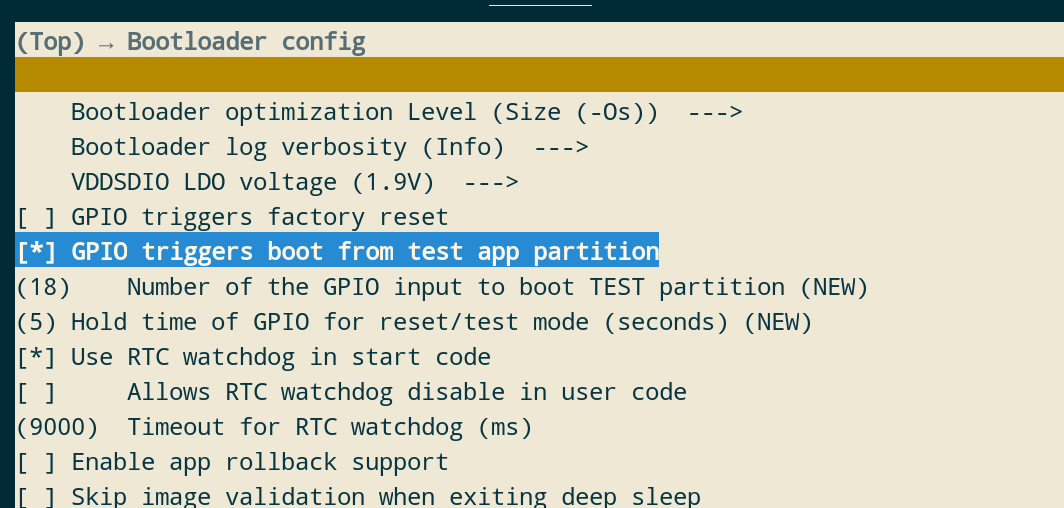 (Top) → Bootloader config
Bootloader optimization Level (Size (-Os))  --->
Bootloader log verbosity (Info)  --->
VDDSDIO LDO voltage (1.9V)  --->
[ ] GPIO triggers factory reset
[*] GPIO triggers boot from test app partition
(18)    Number of the GPIO input to boot TEST partition (NEW)
(5) Hold time of GPIO for reset/test mode (seconds) (NEW)
[*] Use RTC watchdog in start code
[ ]     Allows RTC watchdog disable in user code
(9000)  Timeout for RTC watchdog (ms)
[ ] Enable app rollback support
[ ] Skip image validation when exiting deep sleep